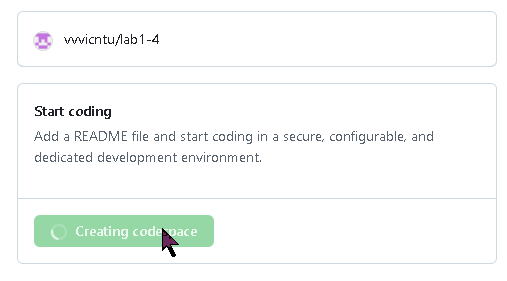 vvvicntu/lab1-4
Start coding
Add a README file and start coding in a secure, configurable, and
dedicated development environment.
Creating codespace